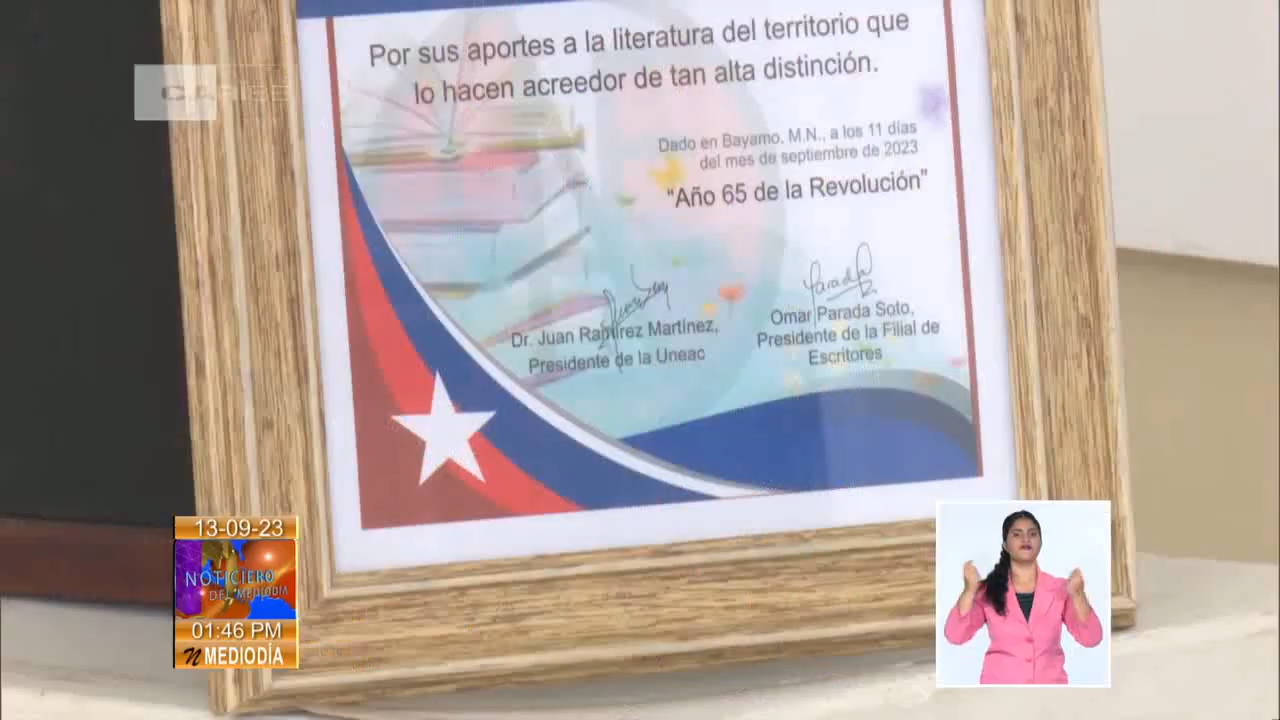 Por sus aportes a la literatura del territorio que
lo hacen acreedor de tan alta distinción.
Dado en Bayamo, M.N., a los 11 días
del mes de septiembre de 2023
“Año 65 de la Revolución”
Dr. Juan Ramírez Martínez,
Presidente de la Uneac
Omar Parada Soto,
Presidente de la Filial de
Escritores
CARIBE
13-09-23
NOTICIERO
DEL MEDIODIA
01:46 PM
MEDIODÍA